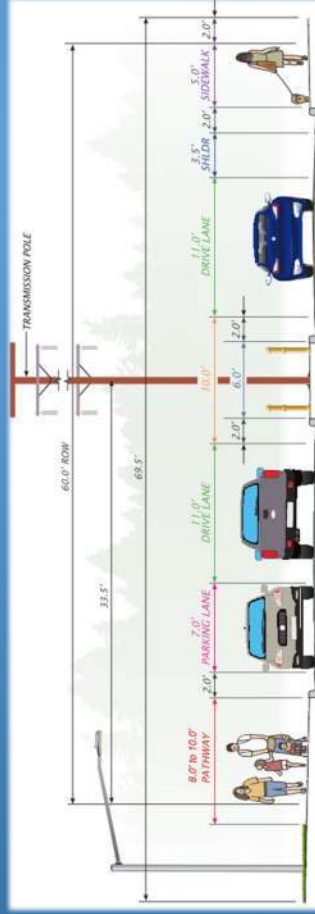 TRANSMISSION POLE
60.0' ROW
33.5'
69.5'
8.0' to 10.0'
PATHWAY
2.0'
7.0'
PARKING LANE
11.0'
DRIVE LANE
2.0'
10.0'
6.0'
2.0'
11.0'
DRIVE LANE
3.5'
SHLDR
2.0'
5.0'
SIDEWALK
2.0'